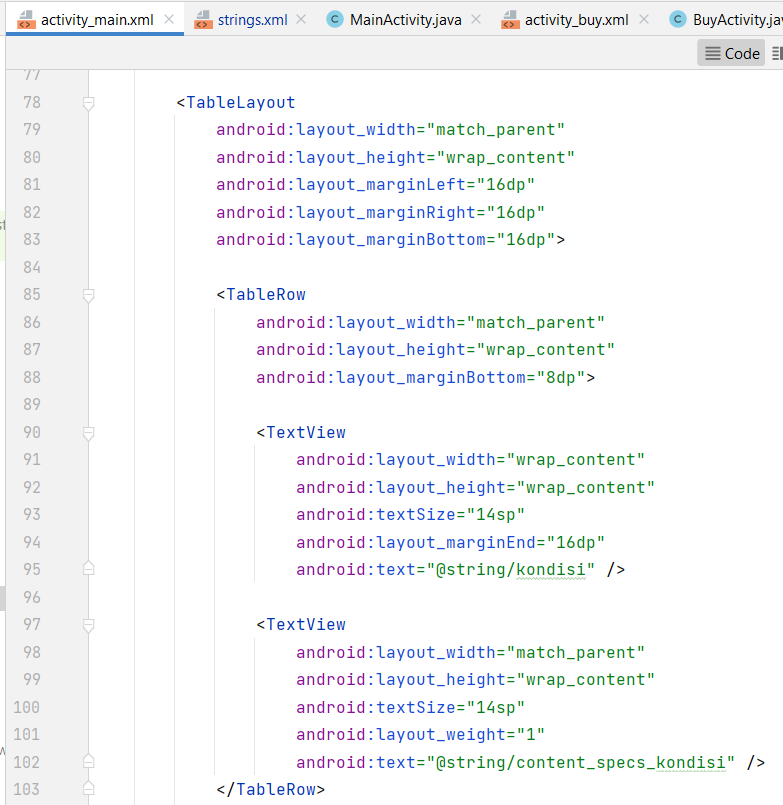 activity_main.xml × strings.xml × MainActivity.java × activity_buy.xml × BuyActivity.jav
Code
77
78 <TableLayout
79 android:layout_width="match_parent"
80 android:layout_height="wrap_content"
81 android:layout_marginLeft="16dp"
82 android:layout_marginRight="16dp"
83 android:layout_marginBottom="16dp">
84
85 <TableRow
86 android:layout_width="match_parent"
87 android:layout_height="wrap_content"
88 android:layout_marginBottom="8dp">
89
90 <TextView
91 android:layout_width="wrap_content"
92 android:layout_height="wrap_content"
93 android:textSize="14sp"
94 android:layout_marginEnd="16dp"
95 android:text="@string/kondisi" />
96
97 <TextView
98 android:layout_width="match_parent"
99 android:layout_height="wrap_content"
100 android:textSize="14sp"
101 android:layout_weight="1"
102 android:text="@string/content_specs_kondisi" />
103 </TableRow>